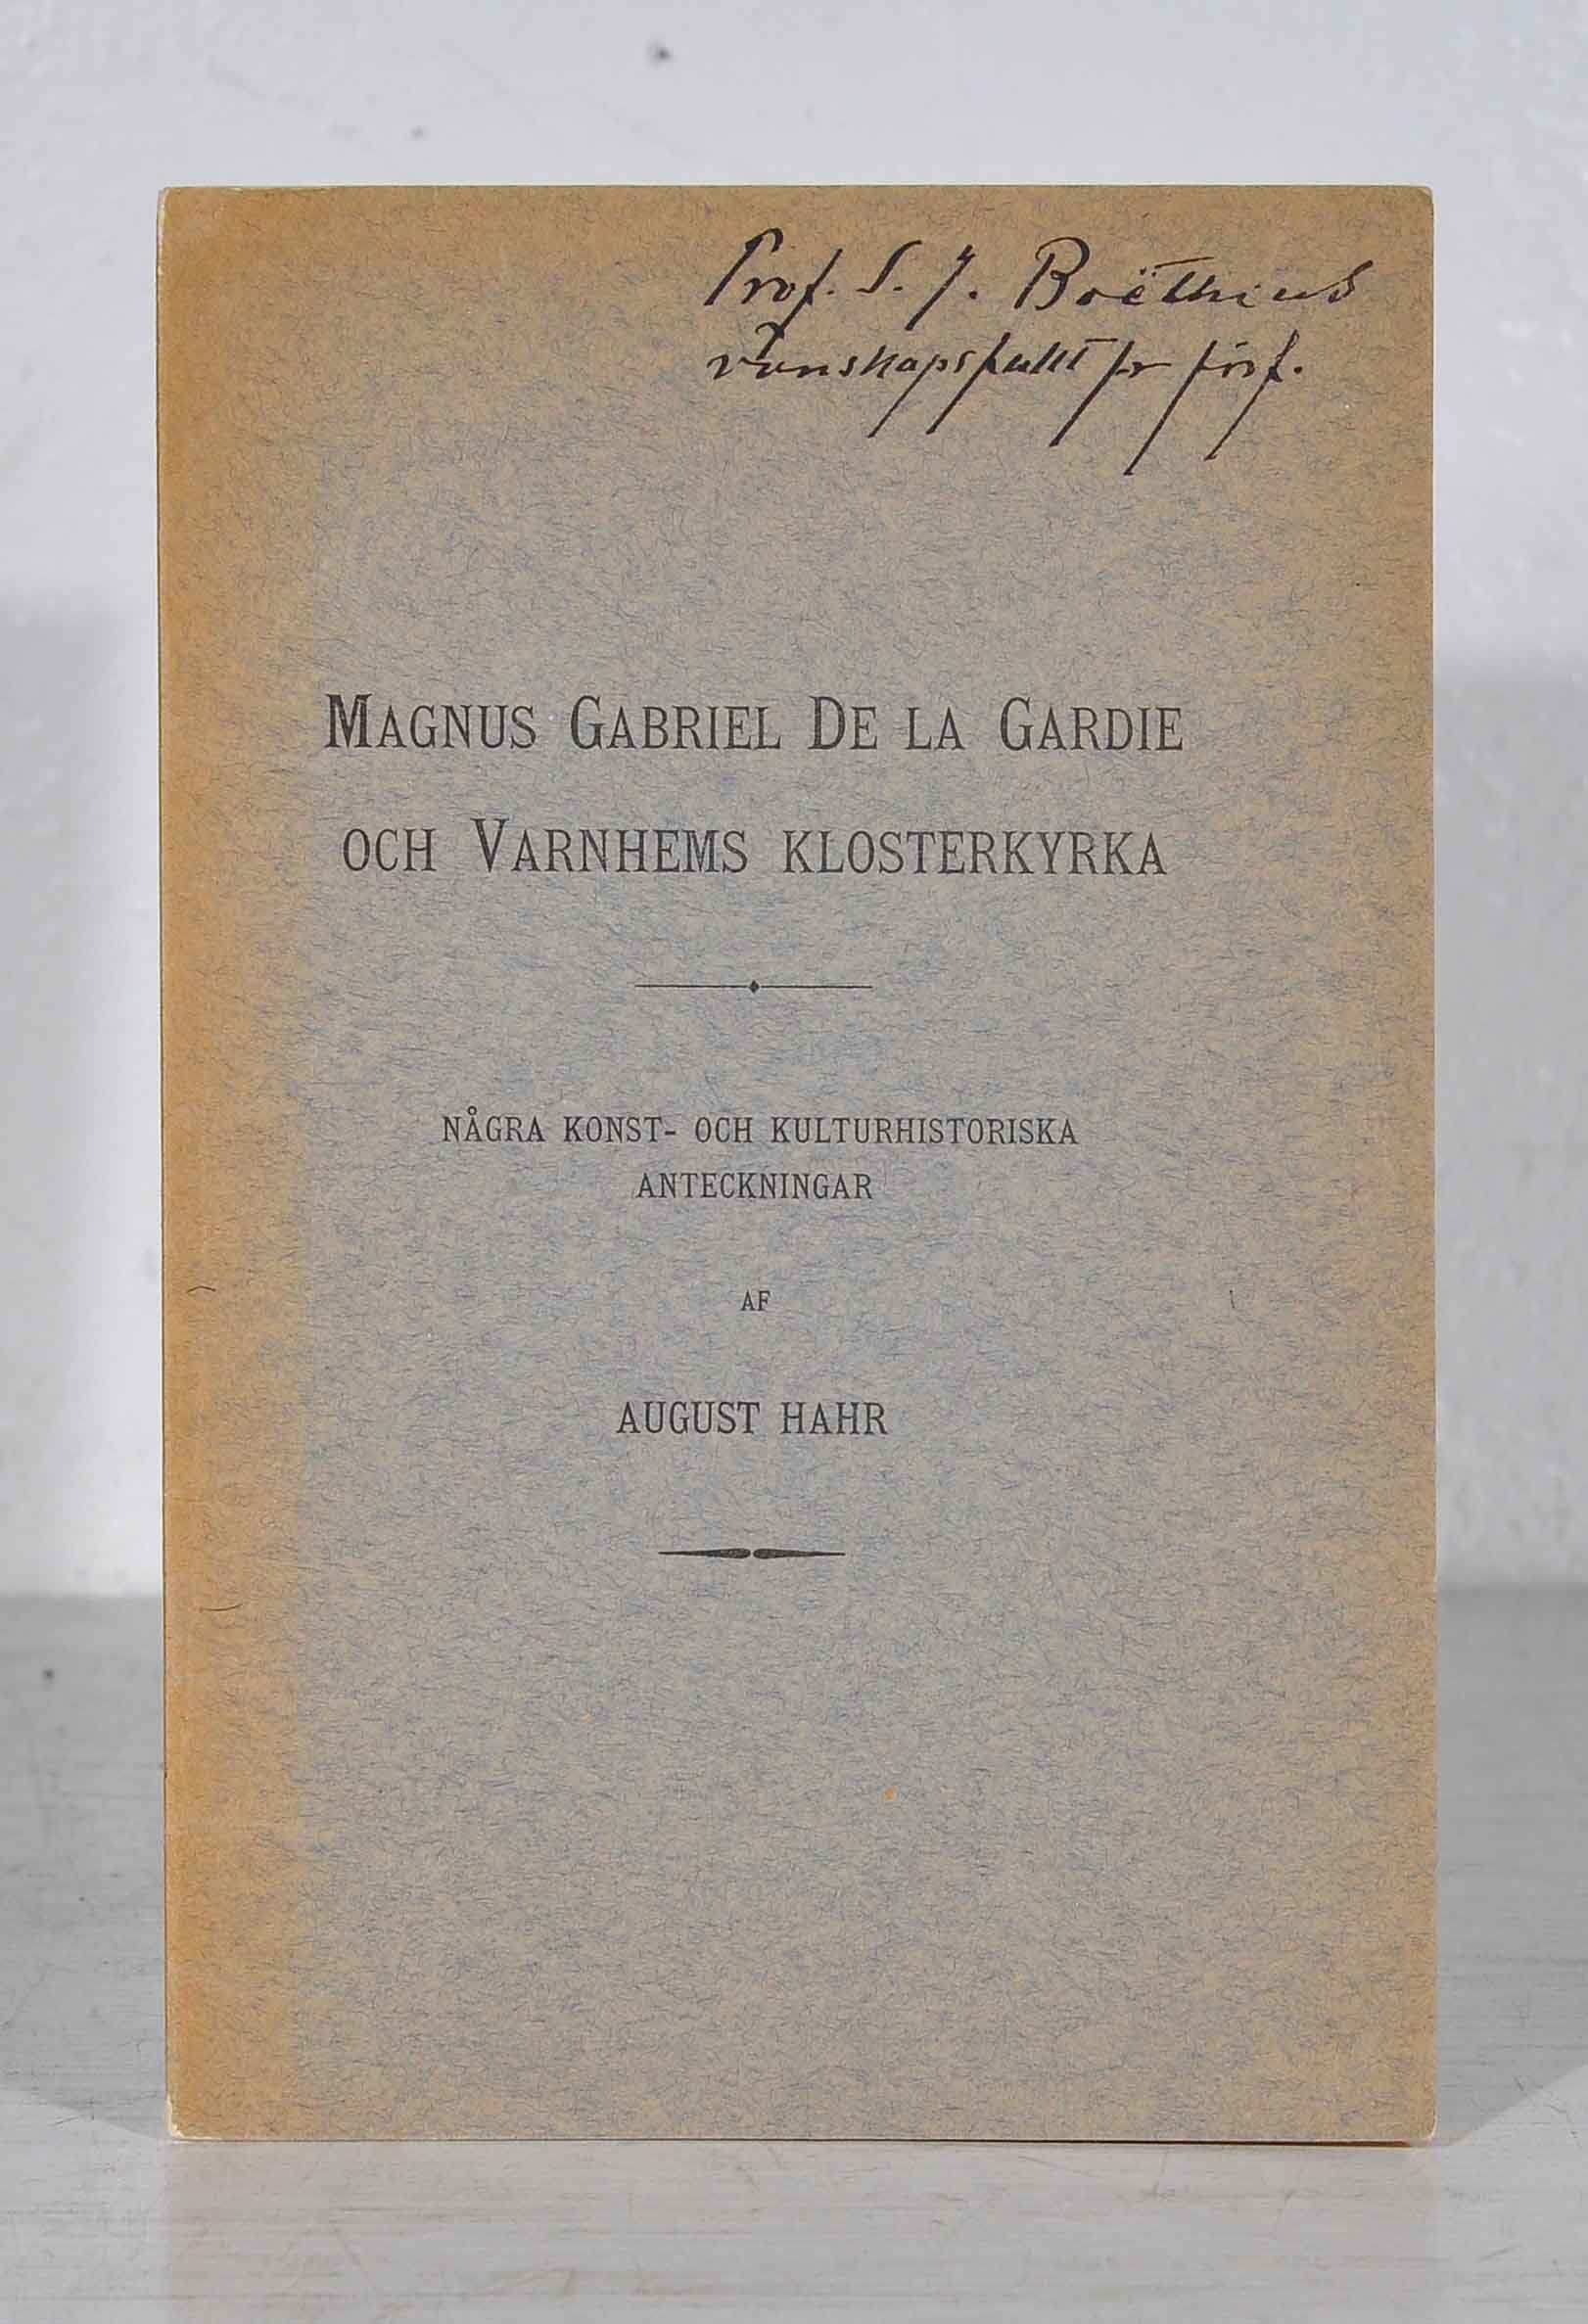 Prof. S. J. Boëthius
vänskapsfullt fr förf.
MAGNUS GABRIEL DE LA GARDIE
OCH VARNHEMS KLOSTERKYRKA
NÅGRA KONST- OCH KULTURHISTORISKA
ANTECKNINGAR
AF
AUGUST HAHR